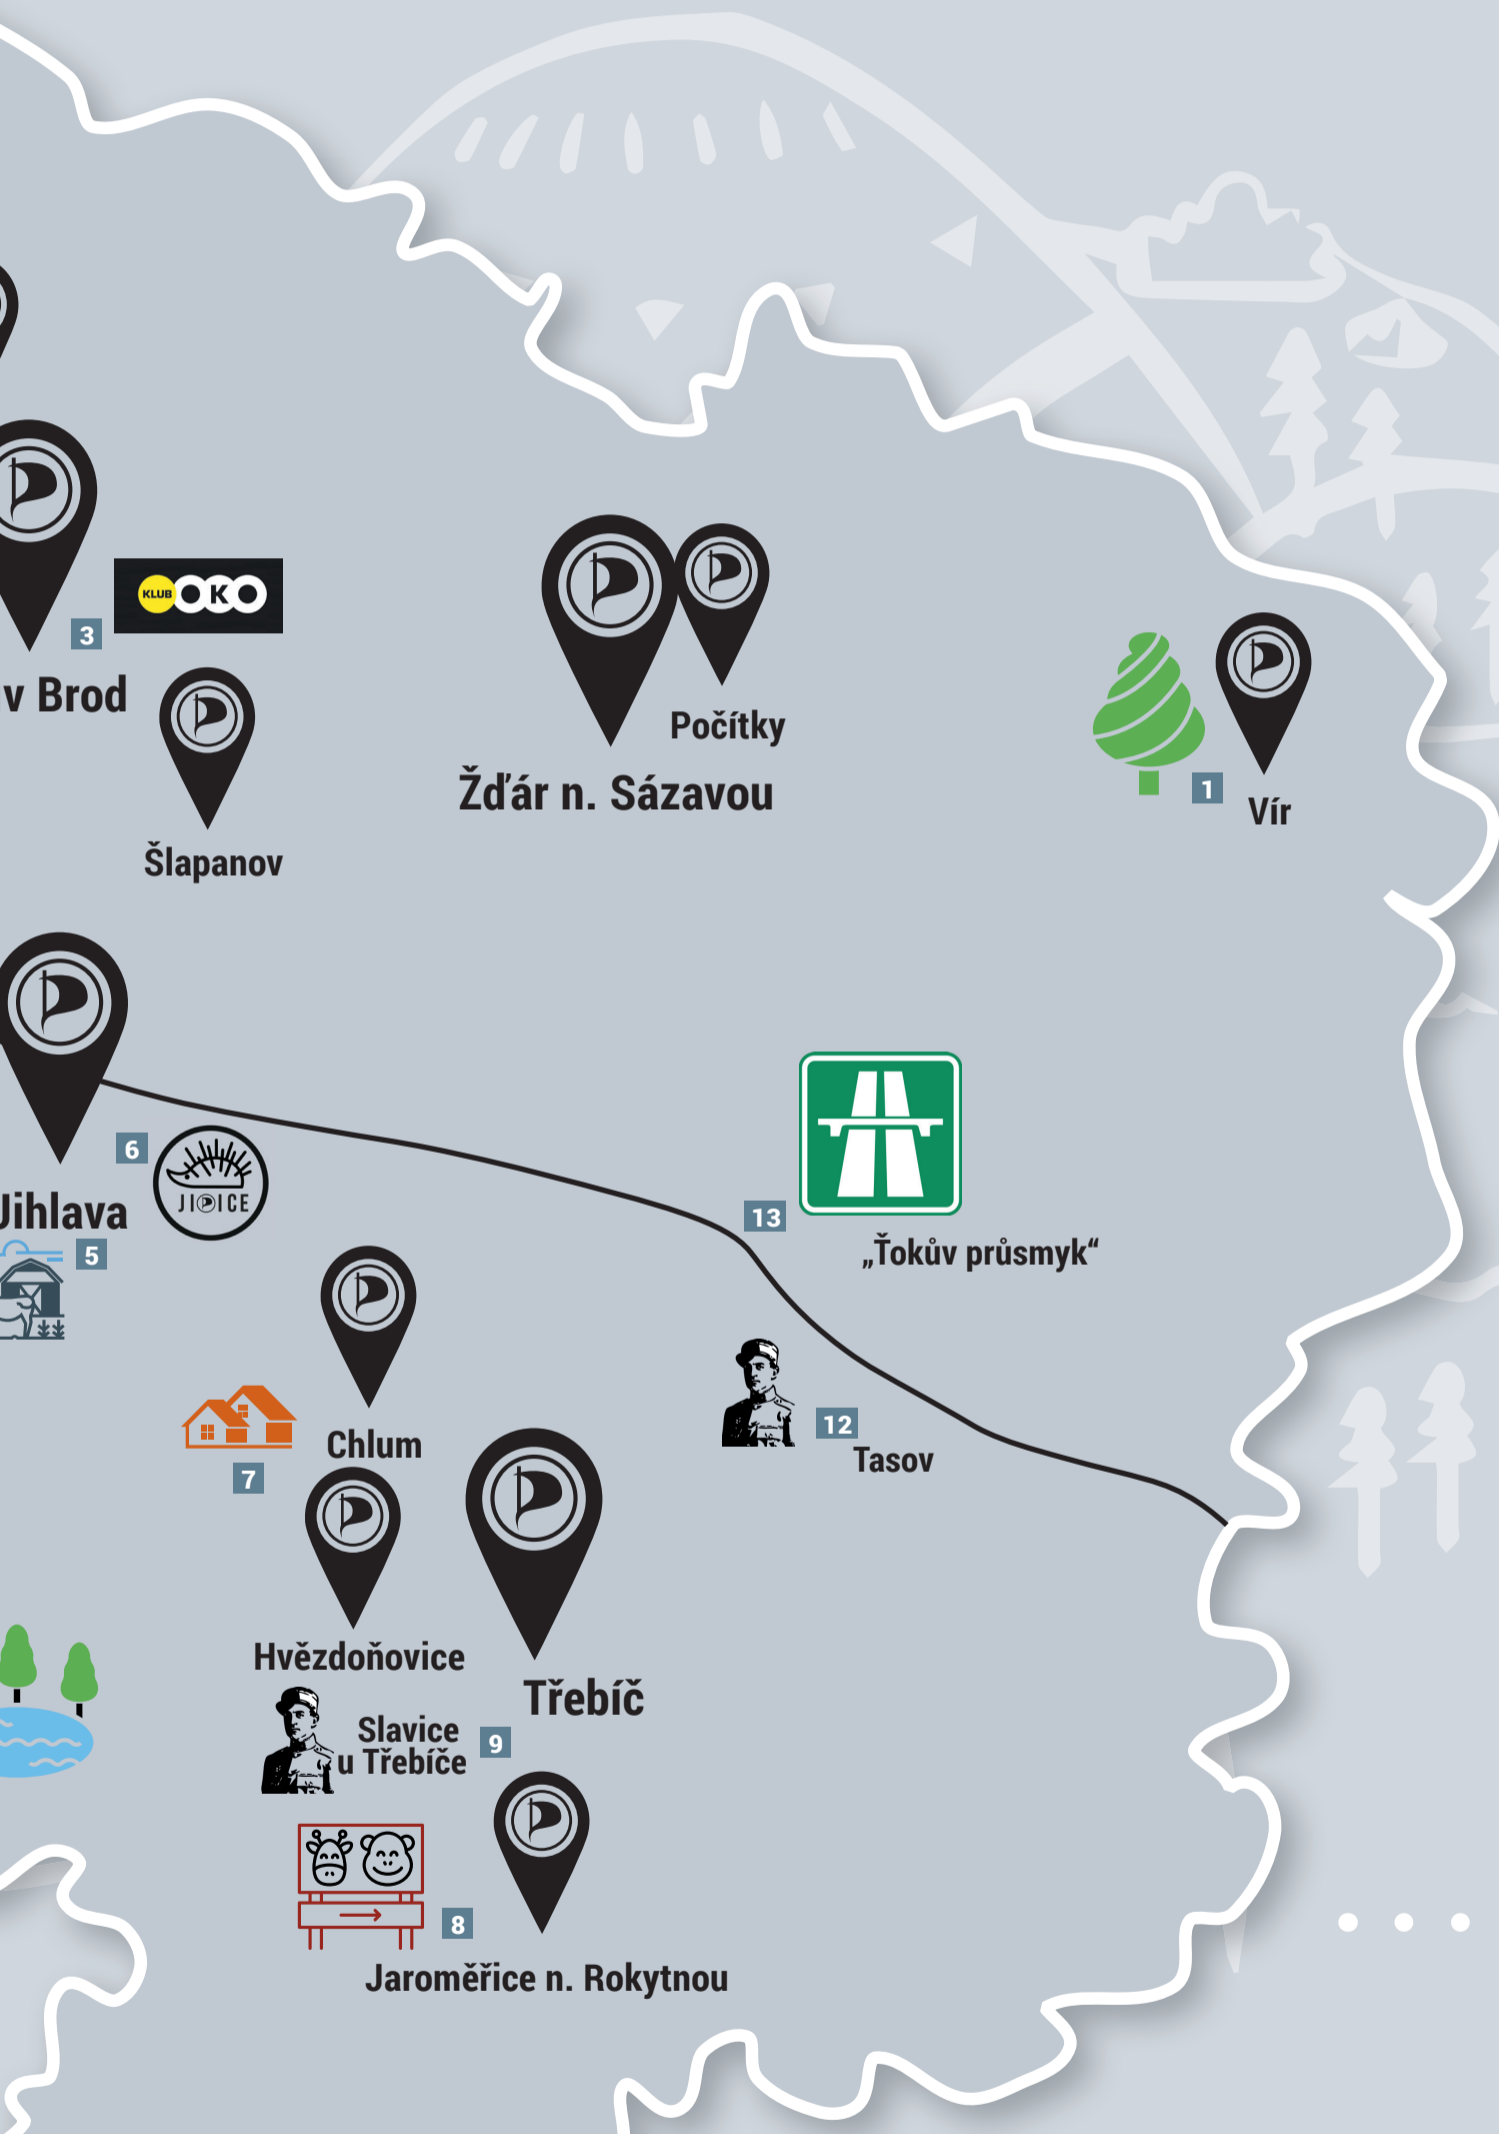 KLUB OKO
3
v Brod
Počítky
Žďár n. Sázavou
1
Vír
Šlapanov
6
JIPICE
Jihlava
5
13
„Ťokův průsmyk“
12
Tasov
Chlum
7
Hvězdoňovice
Třebíč
Slavice
u Třebíče
9
8
Jaroměřice n. Rokytnou